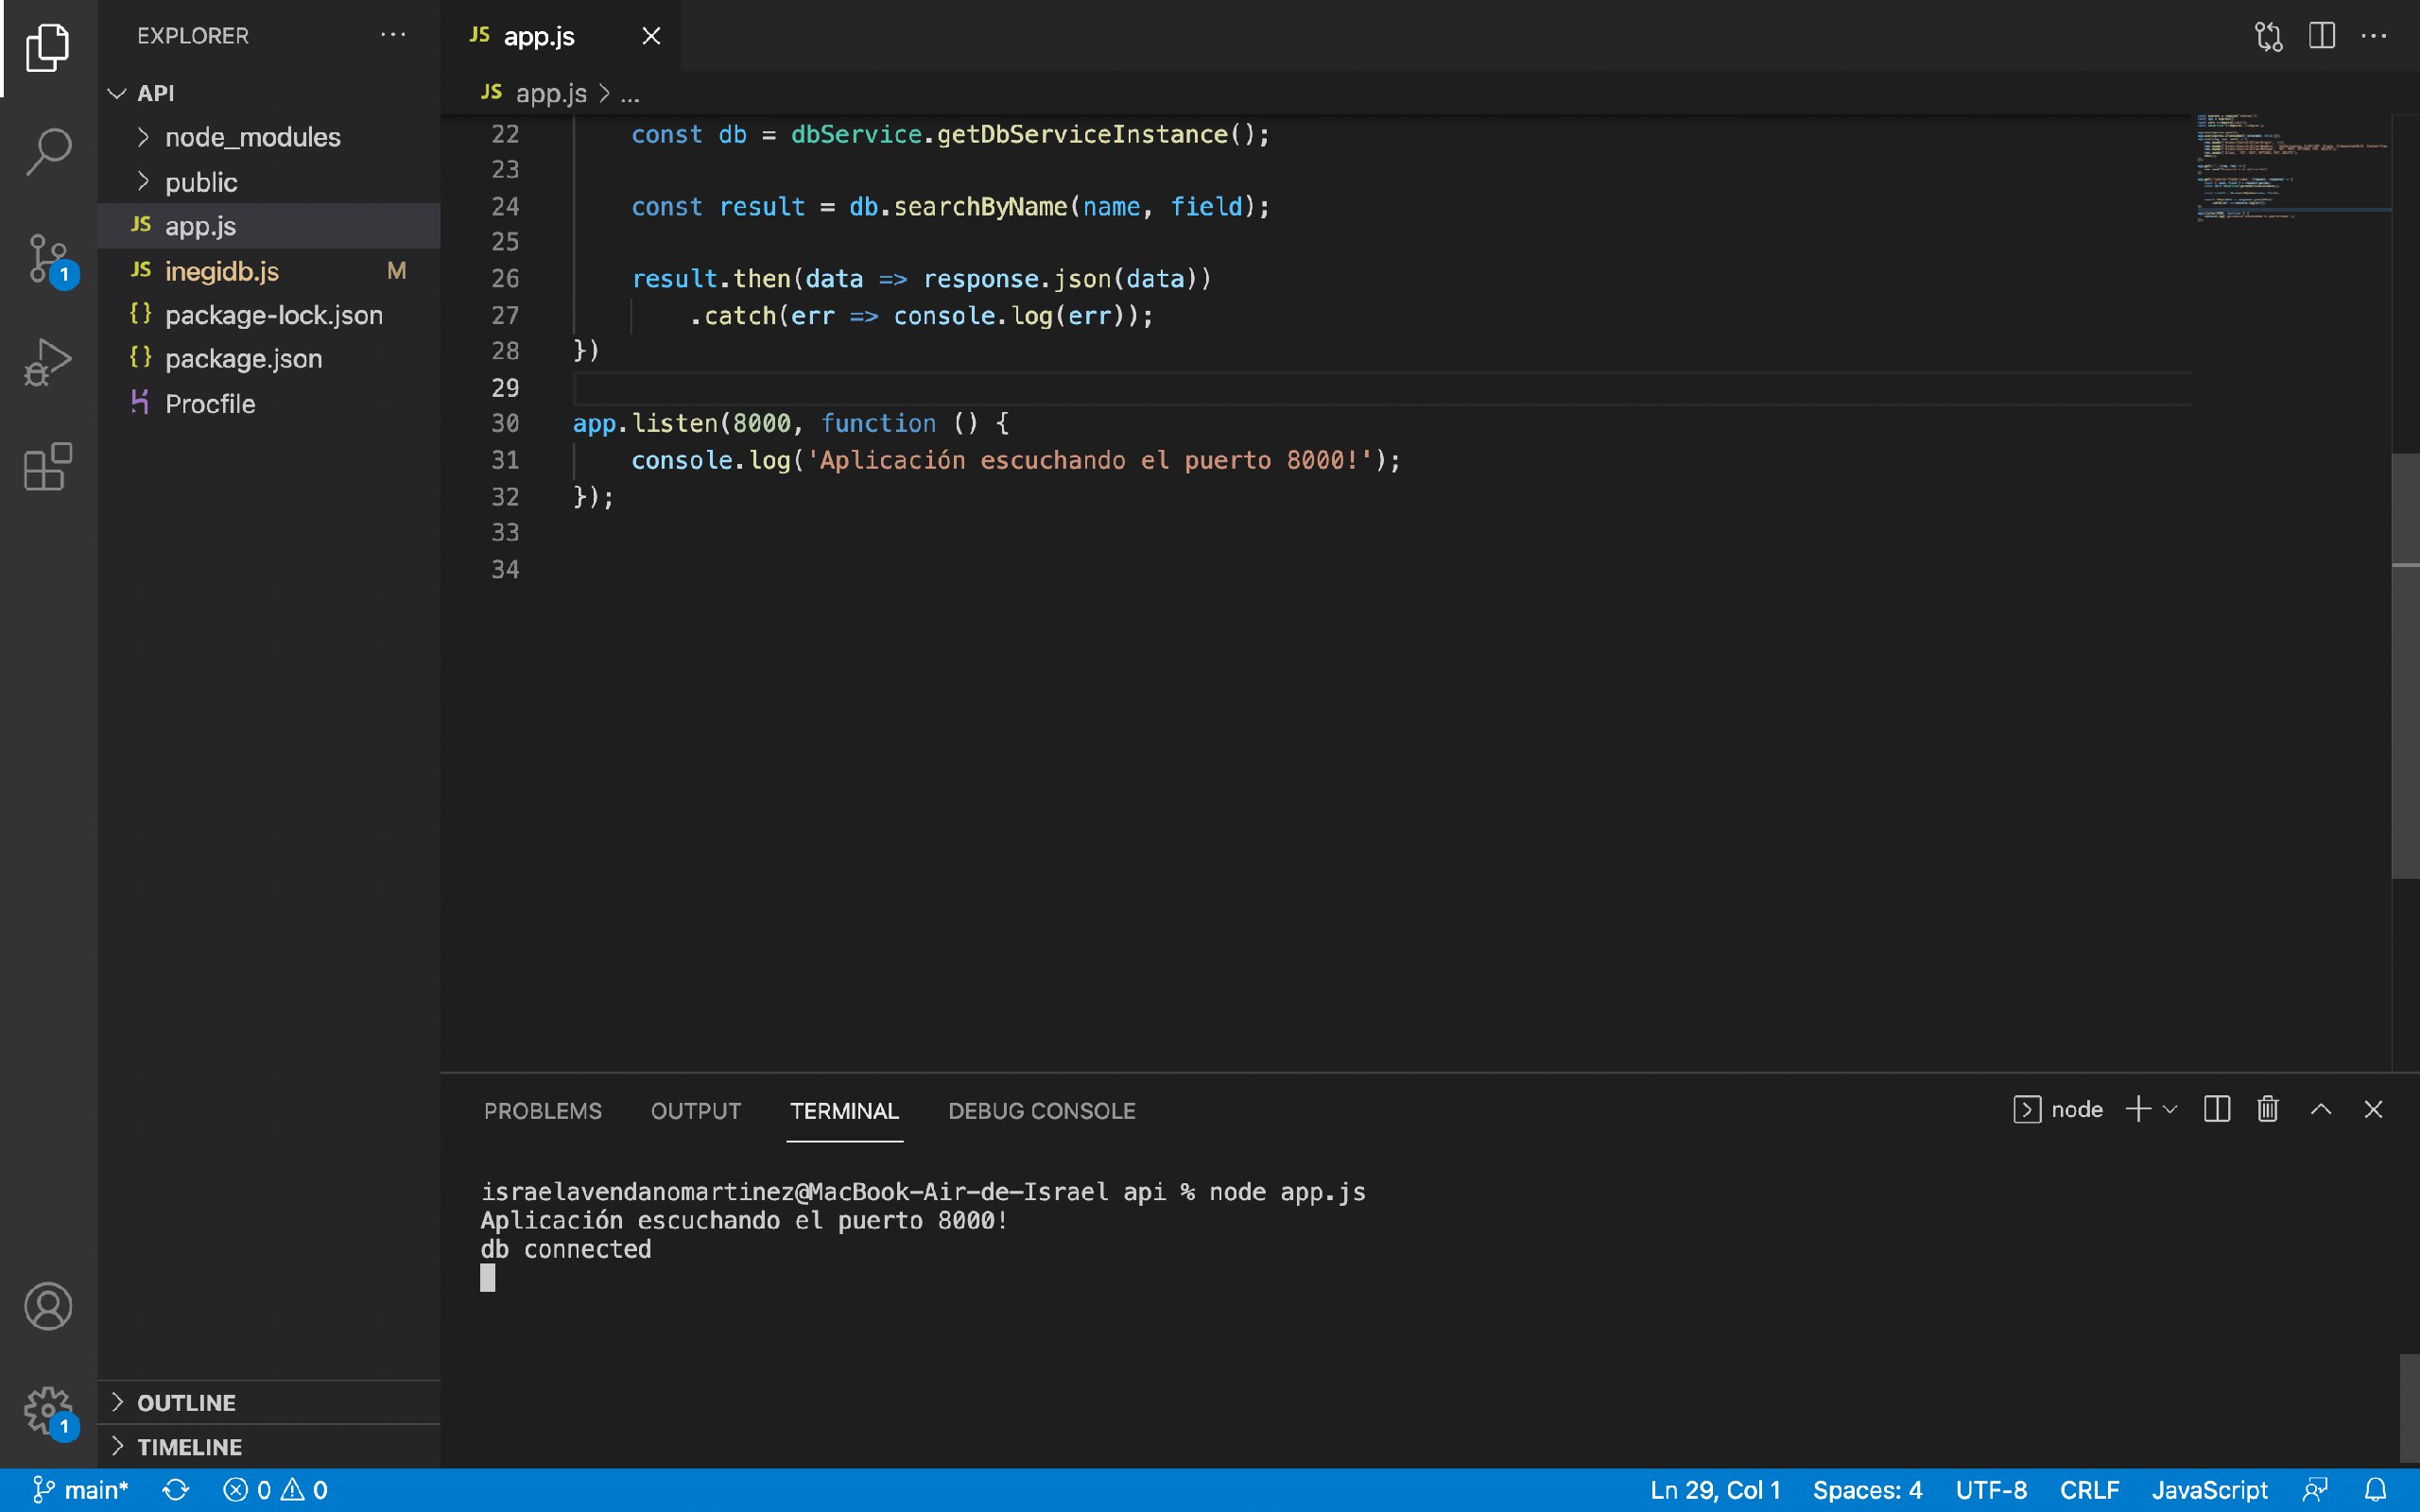 EXPLORER
API
node_modules
public
JS app.js
JS inegidb.js M
{} package-lock.json
{} package.json
Procfile
OUTLINE
TIMELINE
1
1
JS app.js
JS app.js > ...
22 const db = dbService.getDbServiceInstance();
23
24 const result = db.searchByName(name, field);
25
26 result.then(data => response.json(data))
27 .catch(err => console.log(err));
28 })
29
30 app.listen(8000, function () {
31 console.log('Aplicación escuchando el puerto 8000!');
32 });
33
34
PROBLEMS OUTPUT TERMINAL DEBUG CONSOLE node
israelavendanomartinez@MacBook-Air-de-Israel api % node app.js
Aplicación escuchando el puerto 8000!
db connected
main* 0 0 Ln 29, Col 1 Spaces: 4 UTF-8 CRLF JavaScript